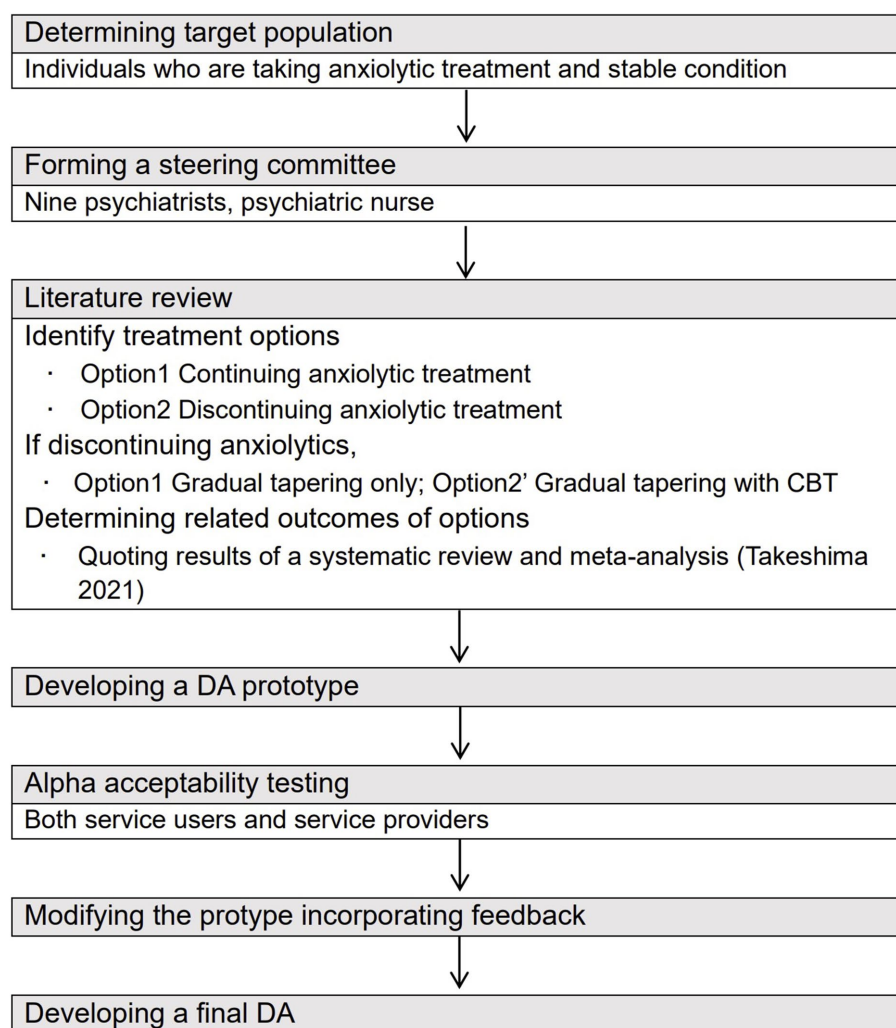 Determining target population
Individuals who are taking anxiolytic treatment and stable condition
Forming a steering committee
Nine psychiatrists, psychiatric nurse
Literature review
Identify treatment options
· Option1 Continuing anxiolytic treatment
· Option2 Discontinuing anxiolytic treatment
If discontinuing anxiolytics,
· Option1 Gradual tapering only; Option2’ Gradual tapering with CBT
Determining related outcomes of options
· Quoting results of a systematic review and meta-analysis (Takeshima
2021)
Developing a DA prototype
Alpha acceptability testing
Both service users and service providers
Modifying the protype incorporating feedback
Developing a final DA